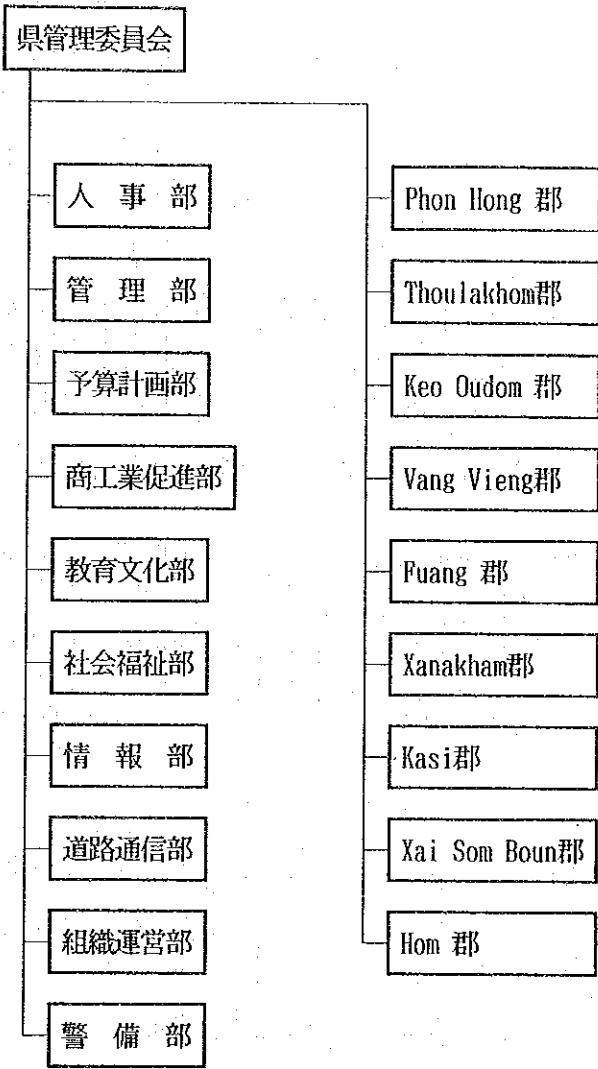 県管理委員会
人事部
管理部
予算計画部
商工業促進部
教育文化部
社会福祉部
情報部
道路通信部
組織運営部
警備部
Phon Hong 郡
Thoulakhom郡
Keo Oudom 郡
Vang Vieng郡
Fuang 郡
Xanakham郡
Kasi郡
Xai Som Boun郡
Hom 郡